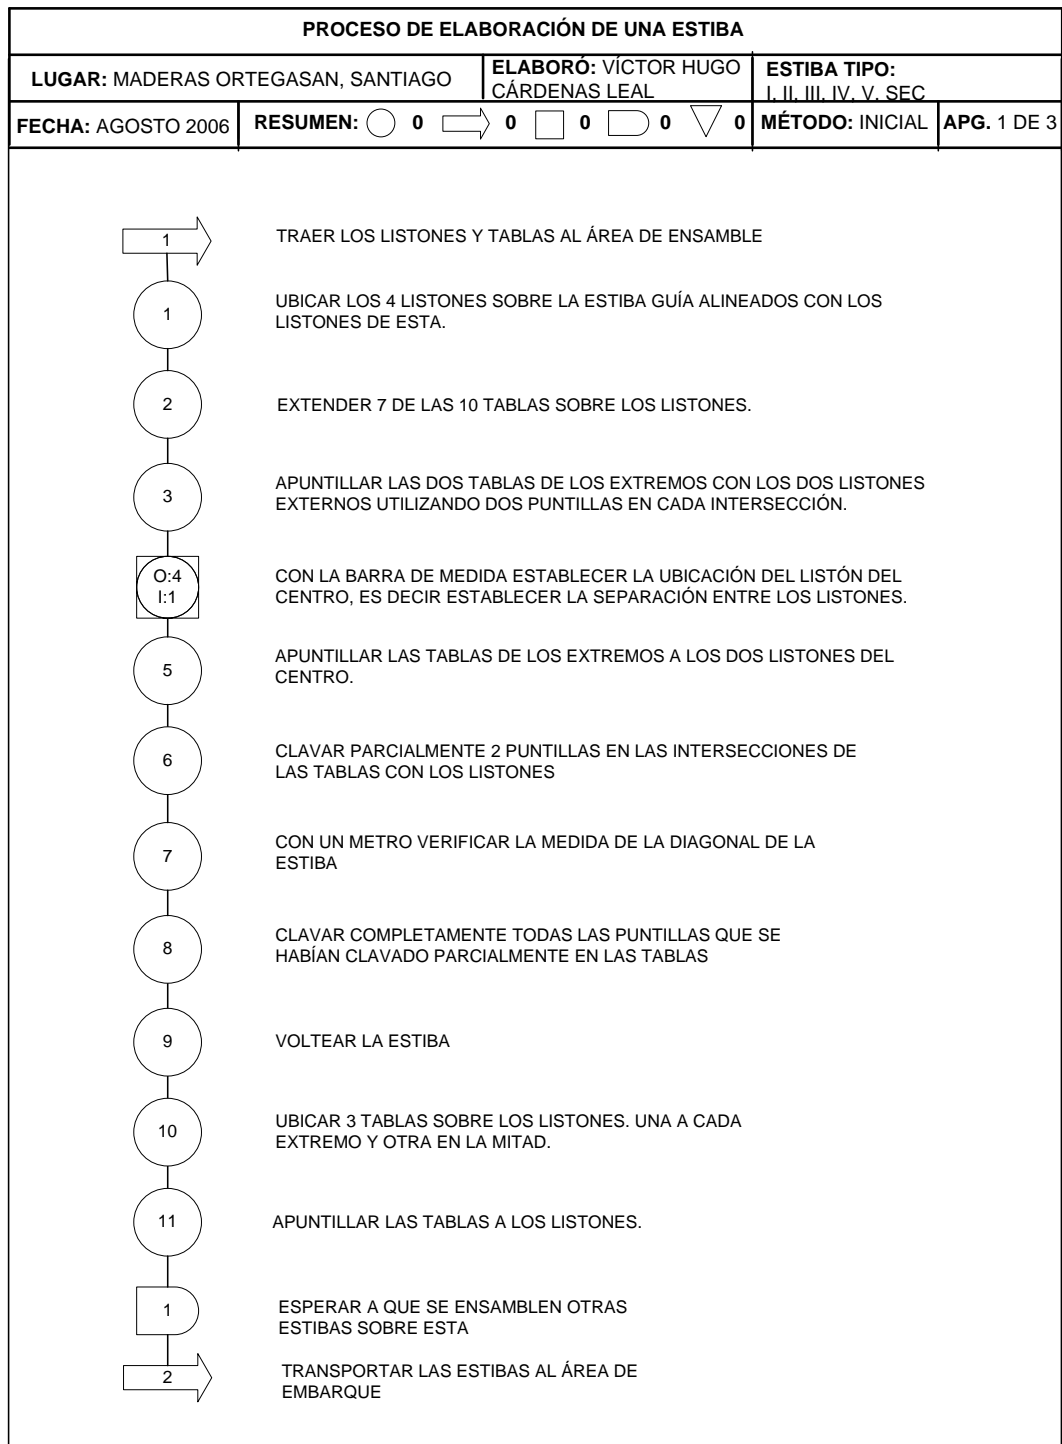 PROCESO DE ELABORACIÓN DE UNA ESTIBA
LUGAR: MADERAS ORTEGASAN, SANTIAGO
ELABORÓ: VÍCTOR HUGO
CÁRDENAS LEAL
ESTIBA TIPO:
I, II, III, IV, V, SEC
FECHA: AGOSTO 2006
RESUMEN: 0 0 0 0 0
MÉTODO: INICIAL
APG. 1 DE 3
1
TRAER LOS LISTONES Y TABLAS AL ÁREA DE ENSAMBLE
1
UBICAR LOS 4 LISTONES SOBRE LA ESTIBA GUÍA ALINEADOS CON LOS
LISTONES DE ESTA.
2
EXTENDER 7 DE LAS 10 TABLAS SOBRE LOS LISTONES.
3
APUNTILLAR LAS DOS TABLAS DE LOS EXTREMOS CON LOS DOS LISTONES
EXTERNOS UTILIZANDO DOS PUNTILLAS EN CADA INTERSECCIÓN.
O:4
I:1
CON LA BARRA DE MEDIDA ESTABLECER LA UBICACIÓN DEL LISTÓN DEL
CENTRO, ES DECIR ESTABLECER LA SEPARACIÓN ENTRE LOS LISTONES.
5
APUNTILLAR LAS TABLAS DE LOS EXTREMOS A LOS DOS LISTONES DEL
CENTRO.
6
CLAVAR PARCIALMENTE 2 PUNTILLAS EN LAS INTERSECCIONES DE
LAS TABLAS CON LOS LISTONES
7
CON UN METRO VERIFICAR LA MEDIDA DE LA DIAGONAL DE LA
ESTIBA
8
CLAVAR COMPLETAMENTE TODAS LAS PUNTILLAS QUE SE
HABÍAN CLAVADO PARCIALMENTE EN LAS TABLAS
9
VOLTEAR LA ESTIBA
10
UBICAR 3 TABLAS SOBRE LOS LISTONES. UNA A CADA
EXTREMO Y OTRA EN LA MITAD.
11
APUNTILLAR LAS TABLAS A LOS LISTONES.
1
ESPERAR A QUE SE ENSAMBLEN OTRAS
ESTIBAS SOBRE ESTA
2
TRANSPORTAR LAS ESTIBAS AL ÁREA DE
EMBARQUE